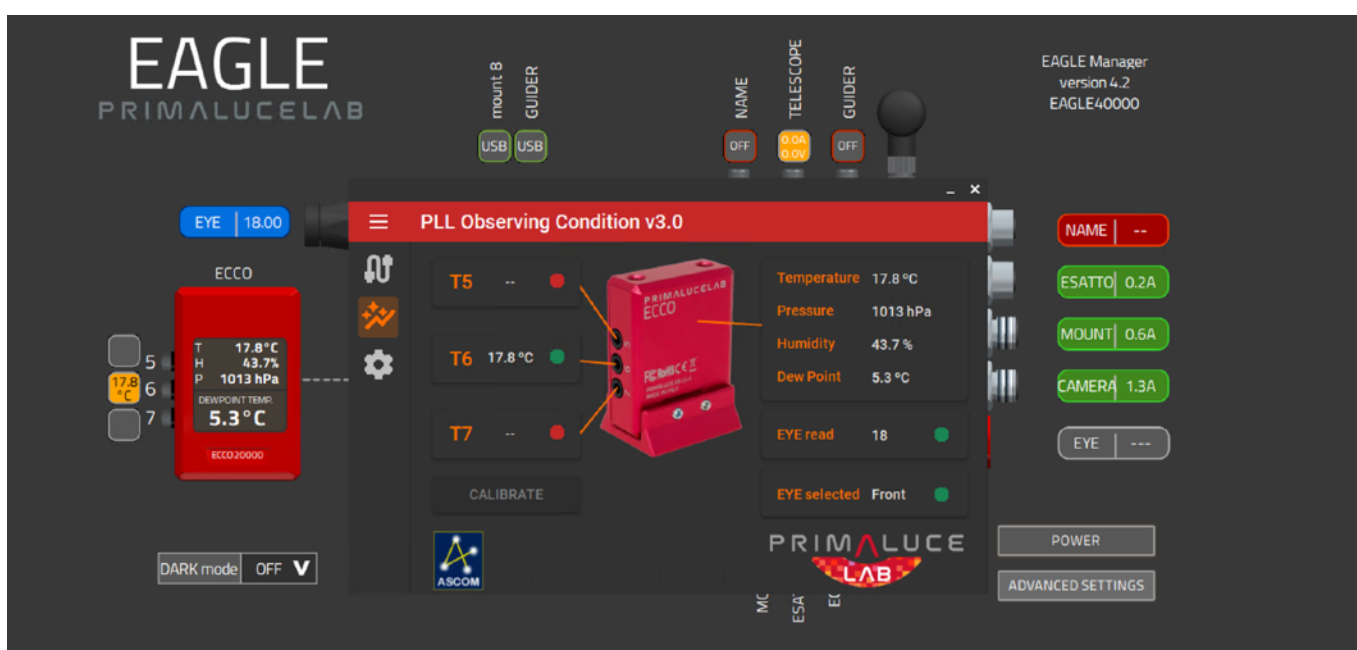 EAGLE
PRIMALUCELAB
mount 8
GUIDER
USB
USB
NAME
TELESCOPE
GUIDER
OFF
0.0A
0.0V
OFF
EAGLE Manager
version 4.2
EAGLE40000
EYE 18.00
ECCO
T 17.8°C
H 43.7%
P 1013 hPa
DEWPOINT TEMP.
5.3°C
ECCO20000
5
17.8
°C
6
7
DARK mode OFF V
PLL Observing Condition v3.0
T5 --
T6 17.8 ºC
T7 --
CALIBRATE
ASCOM
PRIMALUCELAB
ECCO
Temperature 17.8 ºC
Pressure 1013 hPa
Humidity 43.7 %
Dew Point 5.3 ºC
EYE read 18
EYE selected Front
PRIMALUCE
LAB
NAME --
ESATTO 0.2A
MOUNT 0.6A
CAMERA 1.3A
EYE ---
POWER
ADVANCED SETTINGS